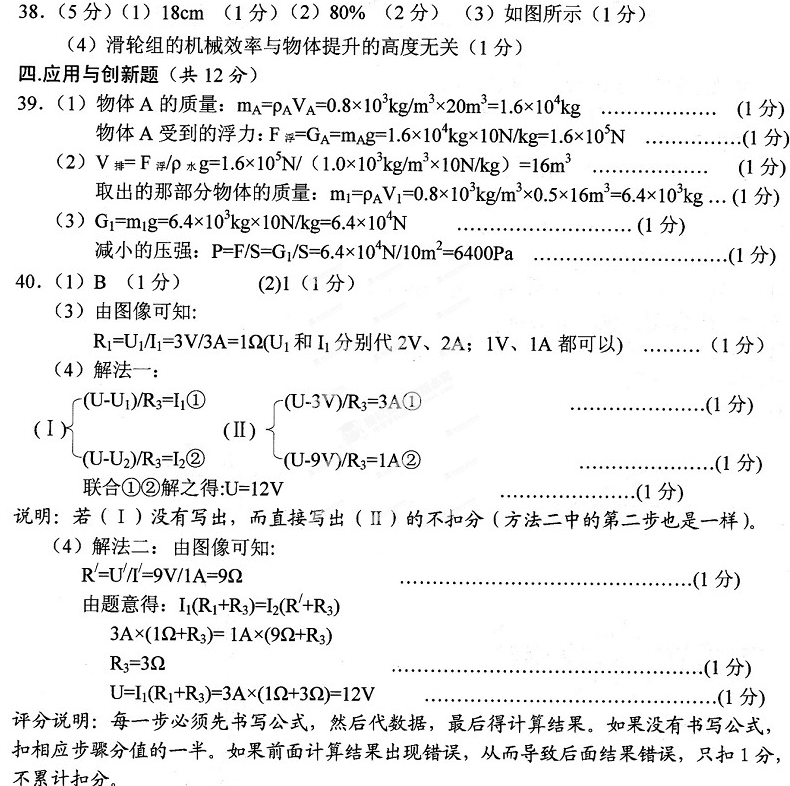 38.（5分）（1）18cm （1分）（2）80% （2分） （3）如图所示（1分）
（4）滑轮组的机械效率与物体提升的高度无关（1分）
四.应用与创新题（共12分）
39.（1）物体A的质量：mA=ρAVA=0.8×10³kg/m³×20m³=1.6×10⁴kg ……………… （1分）
物体A受到的浮力：F浮=GA=mAg=1.6×10⁴kg×10N/kg=1.6×10⁵N ……………（1分）
（2）V排=F浮/ρ水g=1.6×10⁵N/（1.0×10³kg/m³×10N/kg）=16m³ ……………… （1分）
取出的那部分物体的质量：m1=ρAV1=0.8×10³kg/m³×0.5×16m³=6.4×10³kg…（1分）
（3）G1=m1g=6.4×10³kg×10N/kg=6.4×10⁴N ………………………（1分）
减小的压强：P=F/S=G1/S=6.4×10⁴N/10m²=6400Pa …………………………（1分）
40.（1）B （1分） (2)1（1分）
（3）由图像可知:
R1=U1/I1=3V/3A=1Ω(U1和I1分别代2V、2A；1V、1A都可以) ………（1分）
（4）解法一：
(U-U1)/R3=I1① (U-3V)/R3=3A① …………………(1分)
(Ⅰ) (Ⅱ)
(U-U2)/R3=I2② (U-9V)/R3=1A② …………………(1分)
联合①②解之得:U=12V …………………(1分)
说明：若（Ⅰ）没有写出，而直接写出（Ⅱ）的不扣分（方法二中的第二步也是一样）。
（4）解法二：由图像可知:
R′=U′/I′=9V/1A=9Ω ……………………………………(1分)
由题意得：I1(R1+R3)=I2(R′+R3)
3A×(1Ω+R3)= 1A×(9Ω+R3)
R3=3Ω ……………………………………(1分)
U=I1(R1+R3)=3A×(1Ω+3Ω)=12V …………………………………(1分)
评分说明：每一步必须先书写公式，然后代数据，最后得计算结果。如果没有书写公式，
扣相应步骤分值的一半。如果前面计算结果出现错误，从而导致后面结果错误，只扣1分，
不累计扣分。